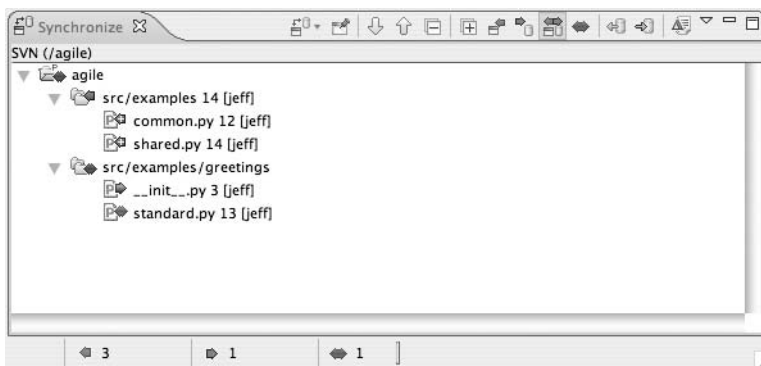 Synchronize
SVN (/agile)
agile
src/examples 14 [jeff]
common.py 12 [jeff]
shared.py 14 [jeff]
src/examples/greetings
__init__.py 3 [jeff]
standard.py 13 [jeff]
3 1 1